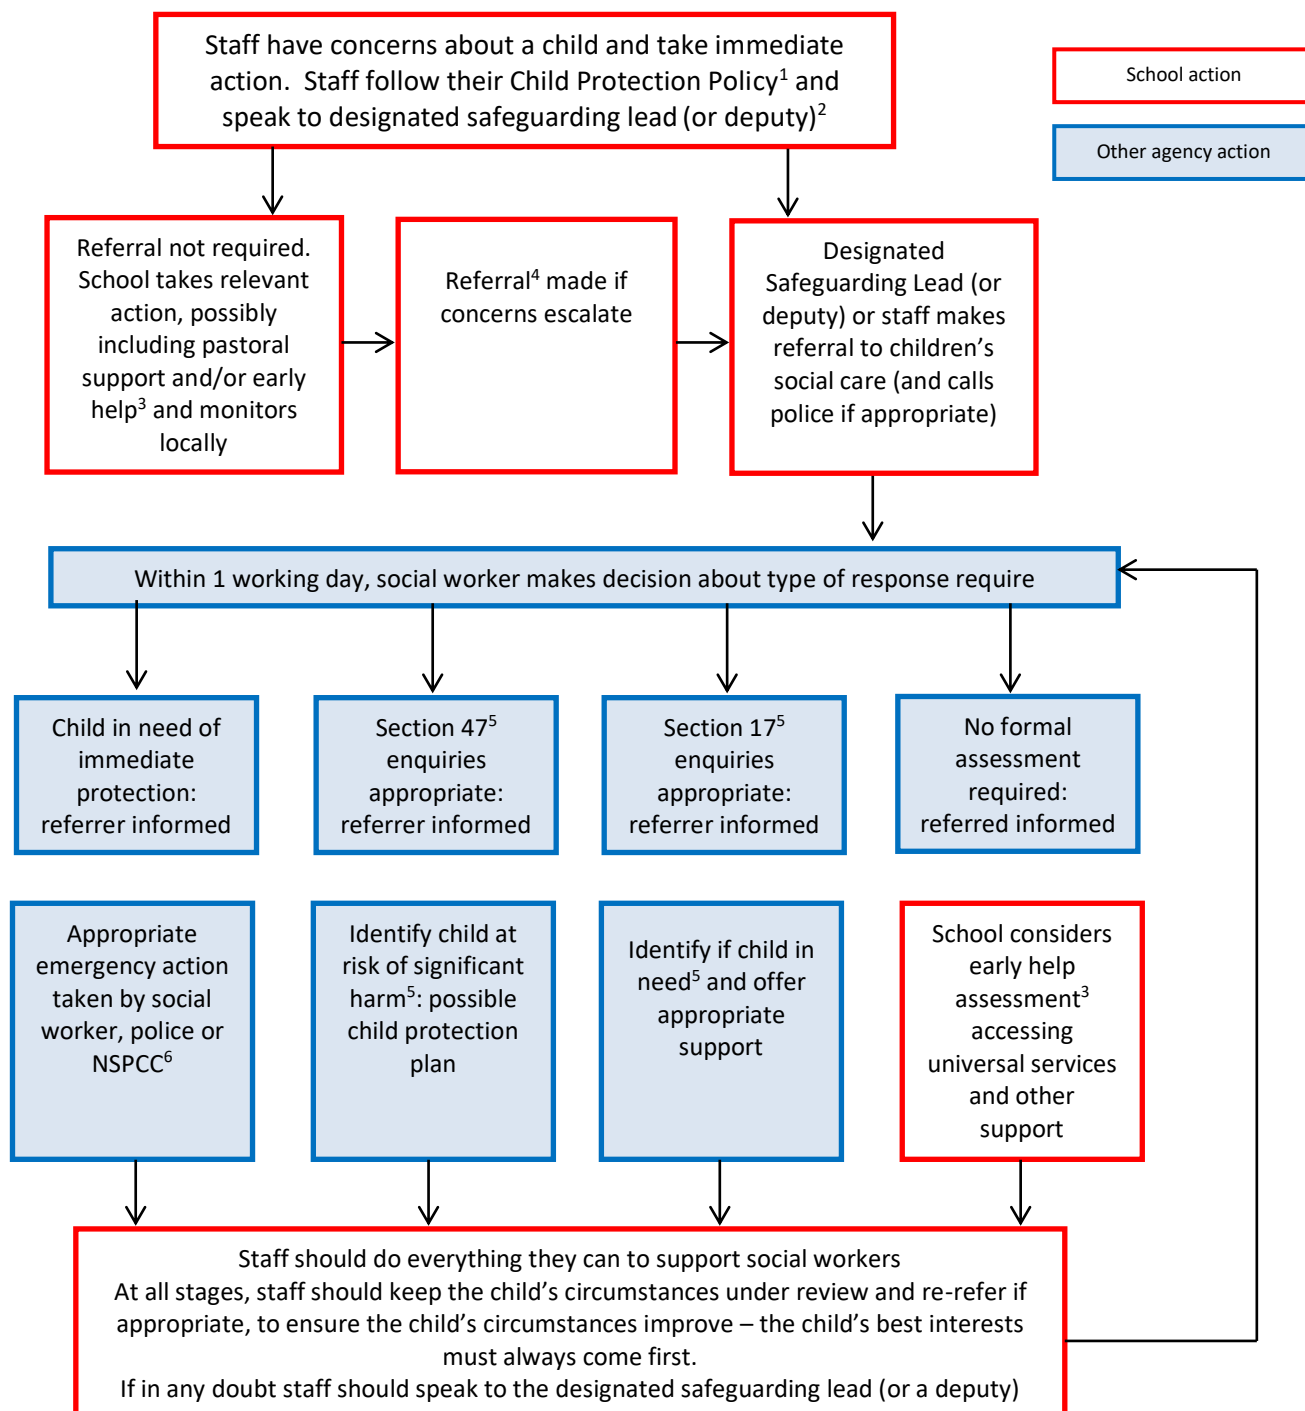 Staff have concerns about a child and take immediate
action.  Staff follow their Child Protection Policy¹ and
speak to designated safeguarding lead (or deputy)²
School action
Other agency action
Referral not required.
School takes relevant
action, possibly
including pastoral
support and/or early
help³ and monitors
locally
Referral⁴ made if
concerns escalate
Designated
Safeguarding Lead (or
deputy) or staff makes
referral to children’s
social care (and calls
police if appropriate)
Within 1 working day, social worker makes decision about type of response require
Child in need of
immediate
protection:
referrer informed
Section 47⁵
enquiries
appropriate:
referrer informed
Section 17⁵
enquiries
appropriate:
referrer informed
No formal
assessment
required:
referred informed
Appropriate
emergency action
taken by social
worker, police or
NSPCC⁶
Identify child at
risk of significant
harm⁵: possible
child protection
plan
Identify if child in
need⁵ and offer
appropriate
support
School considers
early help
assessment³
accessing
universal services
and other
support
Staff should do everything they can to support social workers
At all stages, staff should keep the child’s circumstances under review and re-refer if
appropriate, to ensure the child’s circumstances improve – the child’s best interests
must always come first.
If in any doubt staff should speak to the designated safeguarding lead (or a deputy)